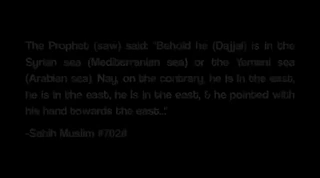 The Prophet (saw) said: "Behold he (Dajjal) is in the
Syrian sea (Mediterranean sea) or the Yemeni sea
(Arabian sea). Nay, on the contrary, he is in the east,
he is in the east, he is in the east, & he pointed with
his hand towards the east..."
-Sahih Muslim #7028